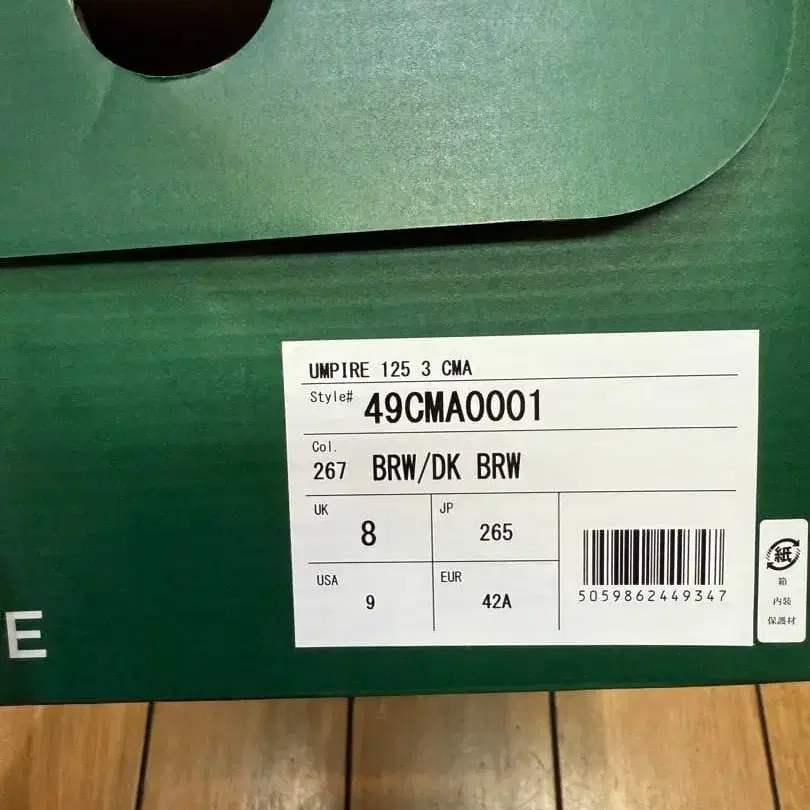 UMPIRE 125 3 CMA
Style# 49CMA0001
Col.
267 BRW/DK BRW
UK 8 JP 265
USA 9 EUR 42A
5059862449347
紙
箱
内装
保護材
E